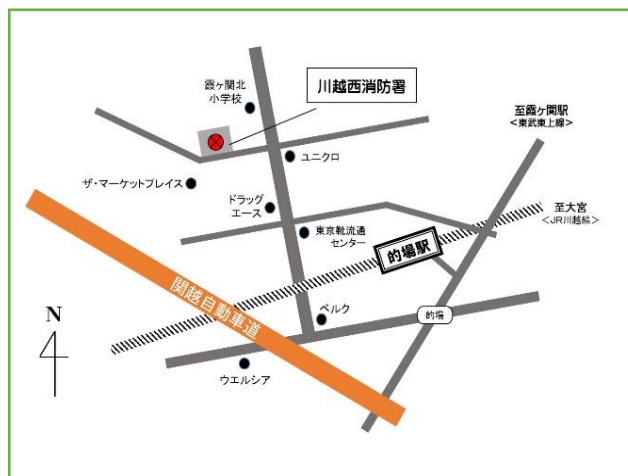 霞ヶ関北
小学校
川越西消防署
至霞ヶ関駅
<東武東上線>
ユニクロ
ザ・マーケットプレイス
ドラッグ
エース
至大宮
<JR川越線>
東京靴流通
センター
的場駅
関越自動車道
N
ベルク
的場
ウエルシア